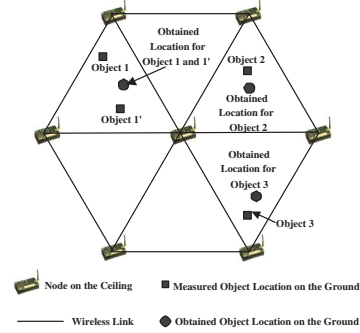 Obtained
Location for
Object 1 and 1'
Object 1
Object 2
Object 1'
Obtained
Location for
Object 2
Obtained
Location for
Object 3
Object 3
Node on the Ceiling
Measured Object Location on the Ground
Wireless Link
Obtained Object Location on the Ground